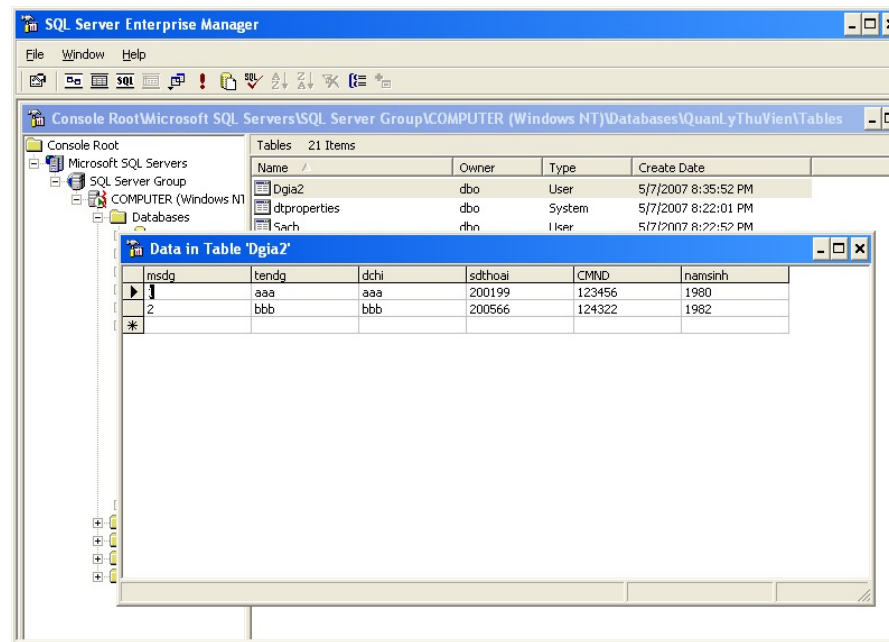 SQL Server Enterprise Manager
File Window Help
SQL SQL
Console Root\Microsoft SQL Servers\SQL Server Group\COMPUTER (Windows NT)\Databases\QuanLyThuVien\Tables
Console Root
Microsoft SQL Servers
SQL Server Group
COMPUTER (Windows NT
Databases
Tables 21 Items
Name Owner Type Create Date
Dgia2 dbo User 5/7/2007 8:35:52 PM
dtproperties dbo System 5/7/2007 8:22:01 PM
Sach dbo User 5/7/2007 8:22:52 PM
Data in Table 'Dgia2'
msdg tendg dchi sdthoai CMND namsinh
1 aaa aaa 200199 123456 1980
2 bbb bbb 200566 124322 1982